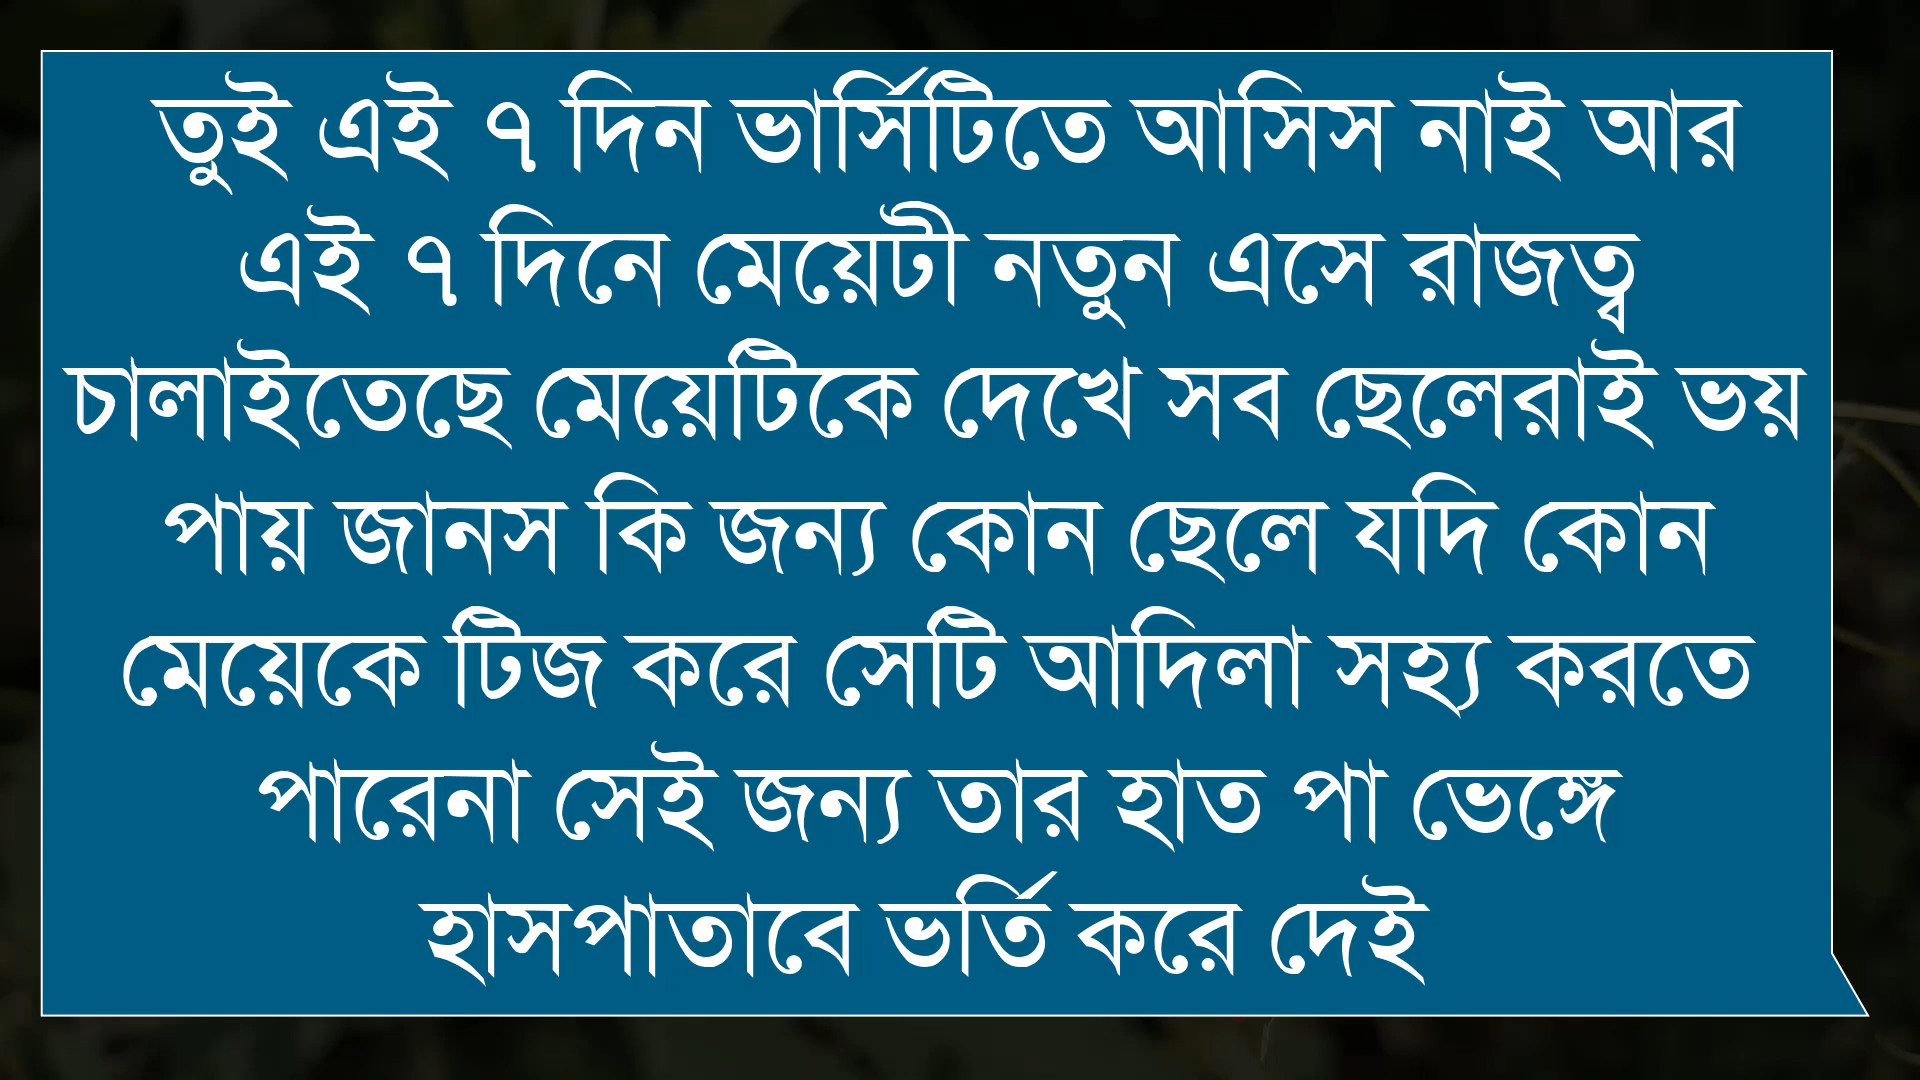 তুই এই ৭ দিন ভার্সিটিতে আসিস নাই আর
এই ৭ দিনে মেয়েটী নতুন এসে রাজত্ব
চালাইতেছে মেয়েটিকে দেখে সব ছেলেরাই ভয়
পায় জানস কি জন্য কোন ছেলে যদি কোন
মেয়েকে টিজ করে সেটি আদিলা সহ্য করতে
পারেনা সেই জন্য তার হাত পা ভেঙ্গে
হাসপাতাবে ভর্তি করে দেই